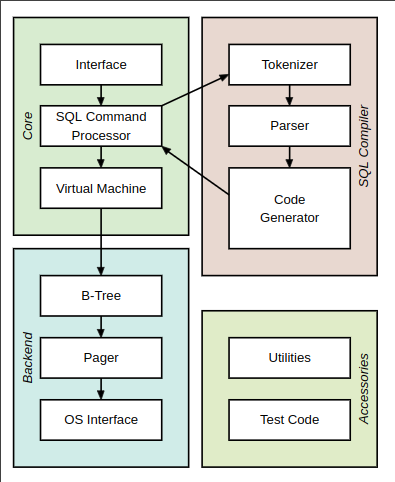 Core
Interface
SQL Command
Processor
Virtual Machine
SQL Compiler
Tokenizer
Parser
Code
Generator
Backend
B-Tree
Pager
OS Interface
Accessories
Utilities
Test Code